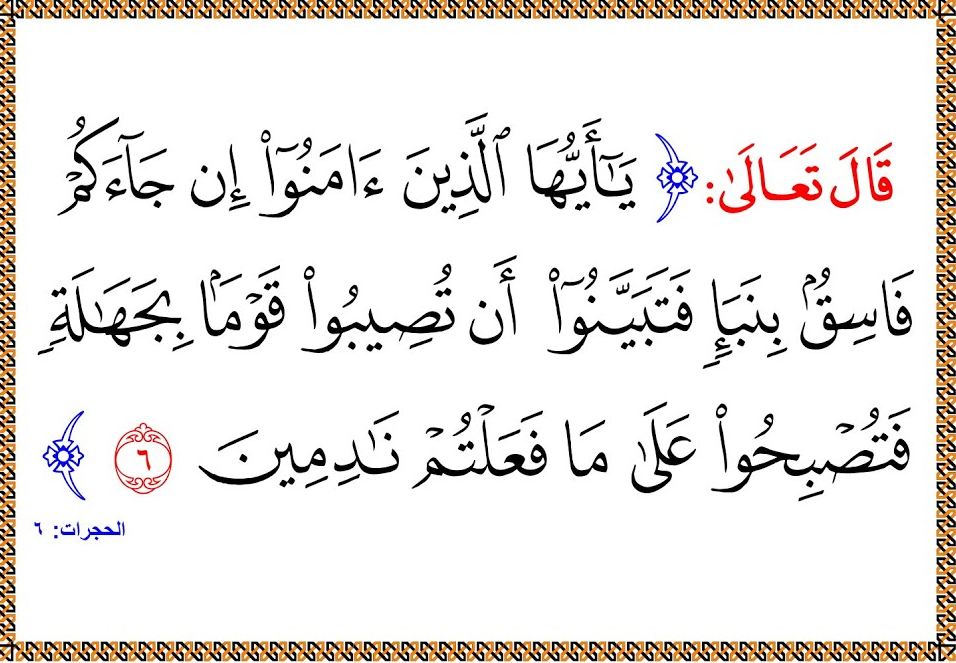 قَالَ تَعَالَىٰ: ﴿ يَـٰٓأَيُّهَا ٱلَّذِينَ ءَامَنُوٓا۟ إِن جَآءَكُمْ
فَاسِقٌۢ بِنَبَإٍۢ فَتَبَيَّنُوٓا۟ أَن تُصِيبُوا۟ قَوْمًۢا بِجَهَـٰلَةٍۢ
فَتُصْبِحُوا۟ عَلَىٰ مَا فَعَلْتُمْ نَـٰدِمِينَ ٦ ﴾
الحجرات: ٦